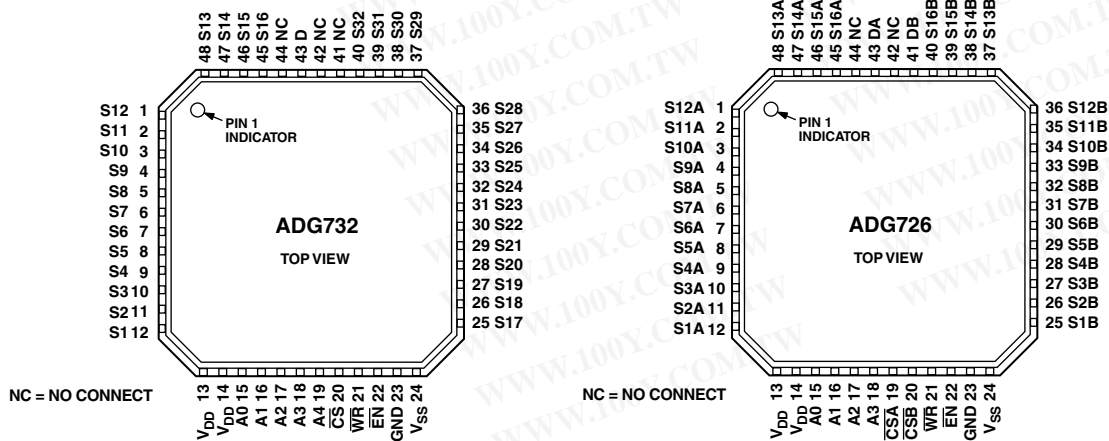 48 S13
47 S14
46 S15
45 S16
44 NC
43 D
42 NC
41 NC
40 S32
39 S31
38 S30
37 S29
S12 1
S11 2
S10 3
S9 4
S8 5
S7 6
S6 7
S5 8
S4 9
S3 10
S2 11
S1 12
PIN 1
INDICATOR
ADG732
TOP VIEW
36 S28
35 S27
34 S26
33 S25
32 S24
31 S23
30 S22
29 S21
28 S20
27 S19
26 S18
25 S17
NC = NO CONNECT
VDD 13
VDD 14
A0 15
A1 16
A2 17
A3 18
A4 19
C̅S̅ 20
W̅R̅ 21
E̅N̅ 22
GND 23
VSS 24
48 S13A
47 S14A
46 S15A
45 S16A
44 NC
43 DA
42 NC
41 DB
40 S16B
39 S15B
38 S14B
37 S13B
S12A 1
S11A 2
S10A 3
S9A 4
S8A 5
S7A 6
S6A 7
S5A 8
S4A 9
S3A 10
S2A 11
S1A 12
PIN 1
INDICATOR
ADG726
TOP VIEW
36 S12B
35 S11B
34 S10B
33 S9B
32 S8B
31 S7B
30 S6B
29 S5B
28 S4B
27 S3B
26 S2B
25 S1B
NC = NO CONNECT
VDD 13
VDD 14
A0 15
A1 16
A2 17
A3 18
C̅S̅A̅ 19
C̅S̅B̅ 20
W̅R̅ 21
E̅N̅ 22
GND 23
VSS 24
WWW.100Y.COM.TW